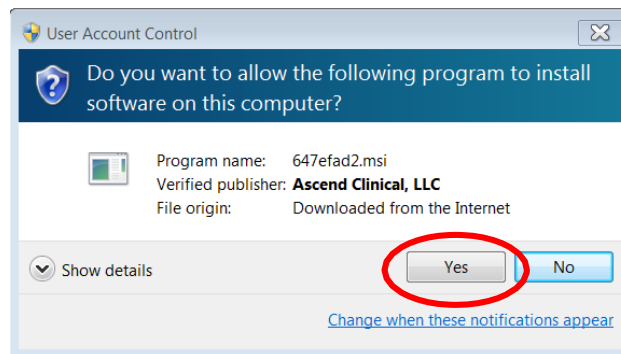 User Account Control
Do you want to allow the following program to install
software on this computer?
Program name: 647efad2.msi
Verified publisher: Ascend Clinical, LLC
File origin: Downloaded from the Internet
Show details Yes No
Change when these notifications appear